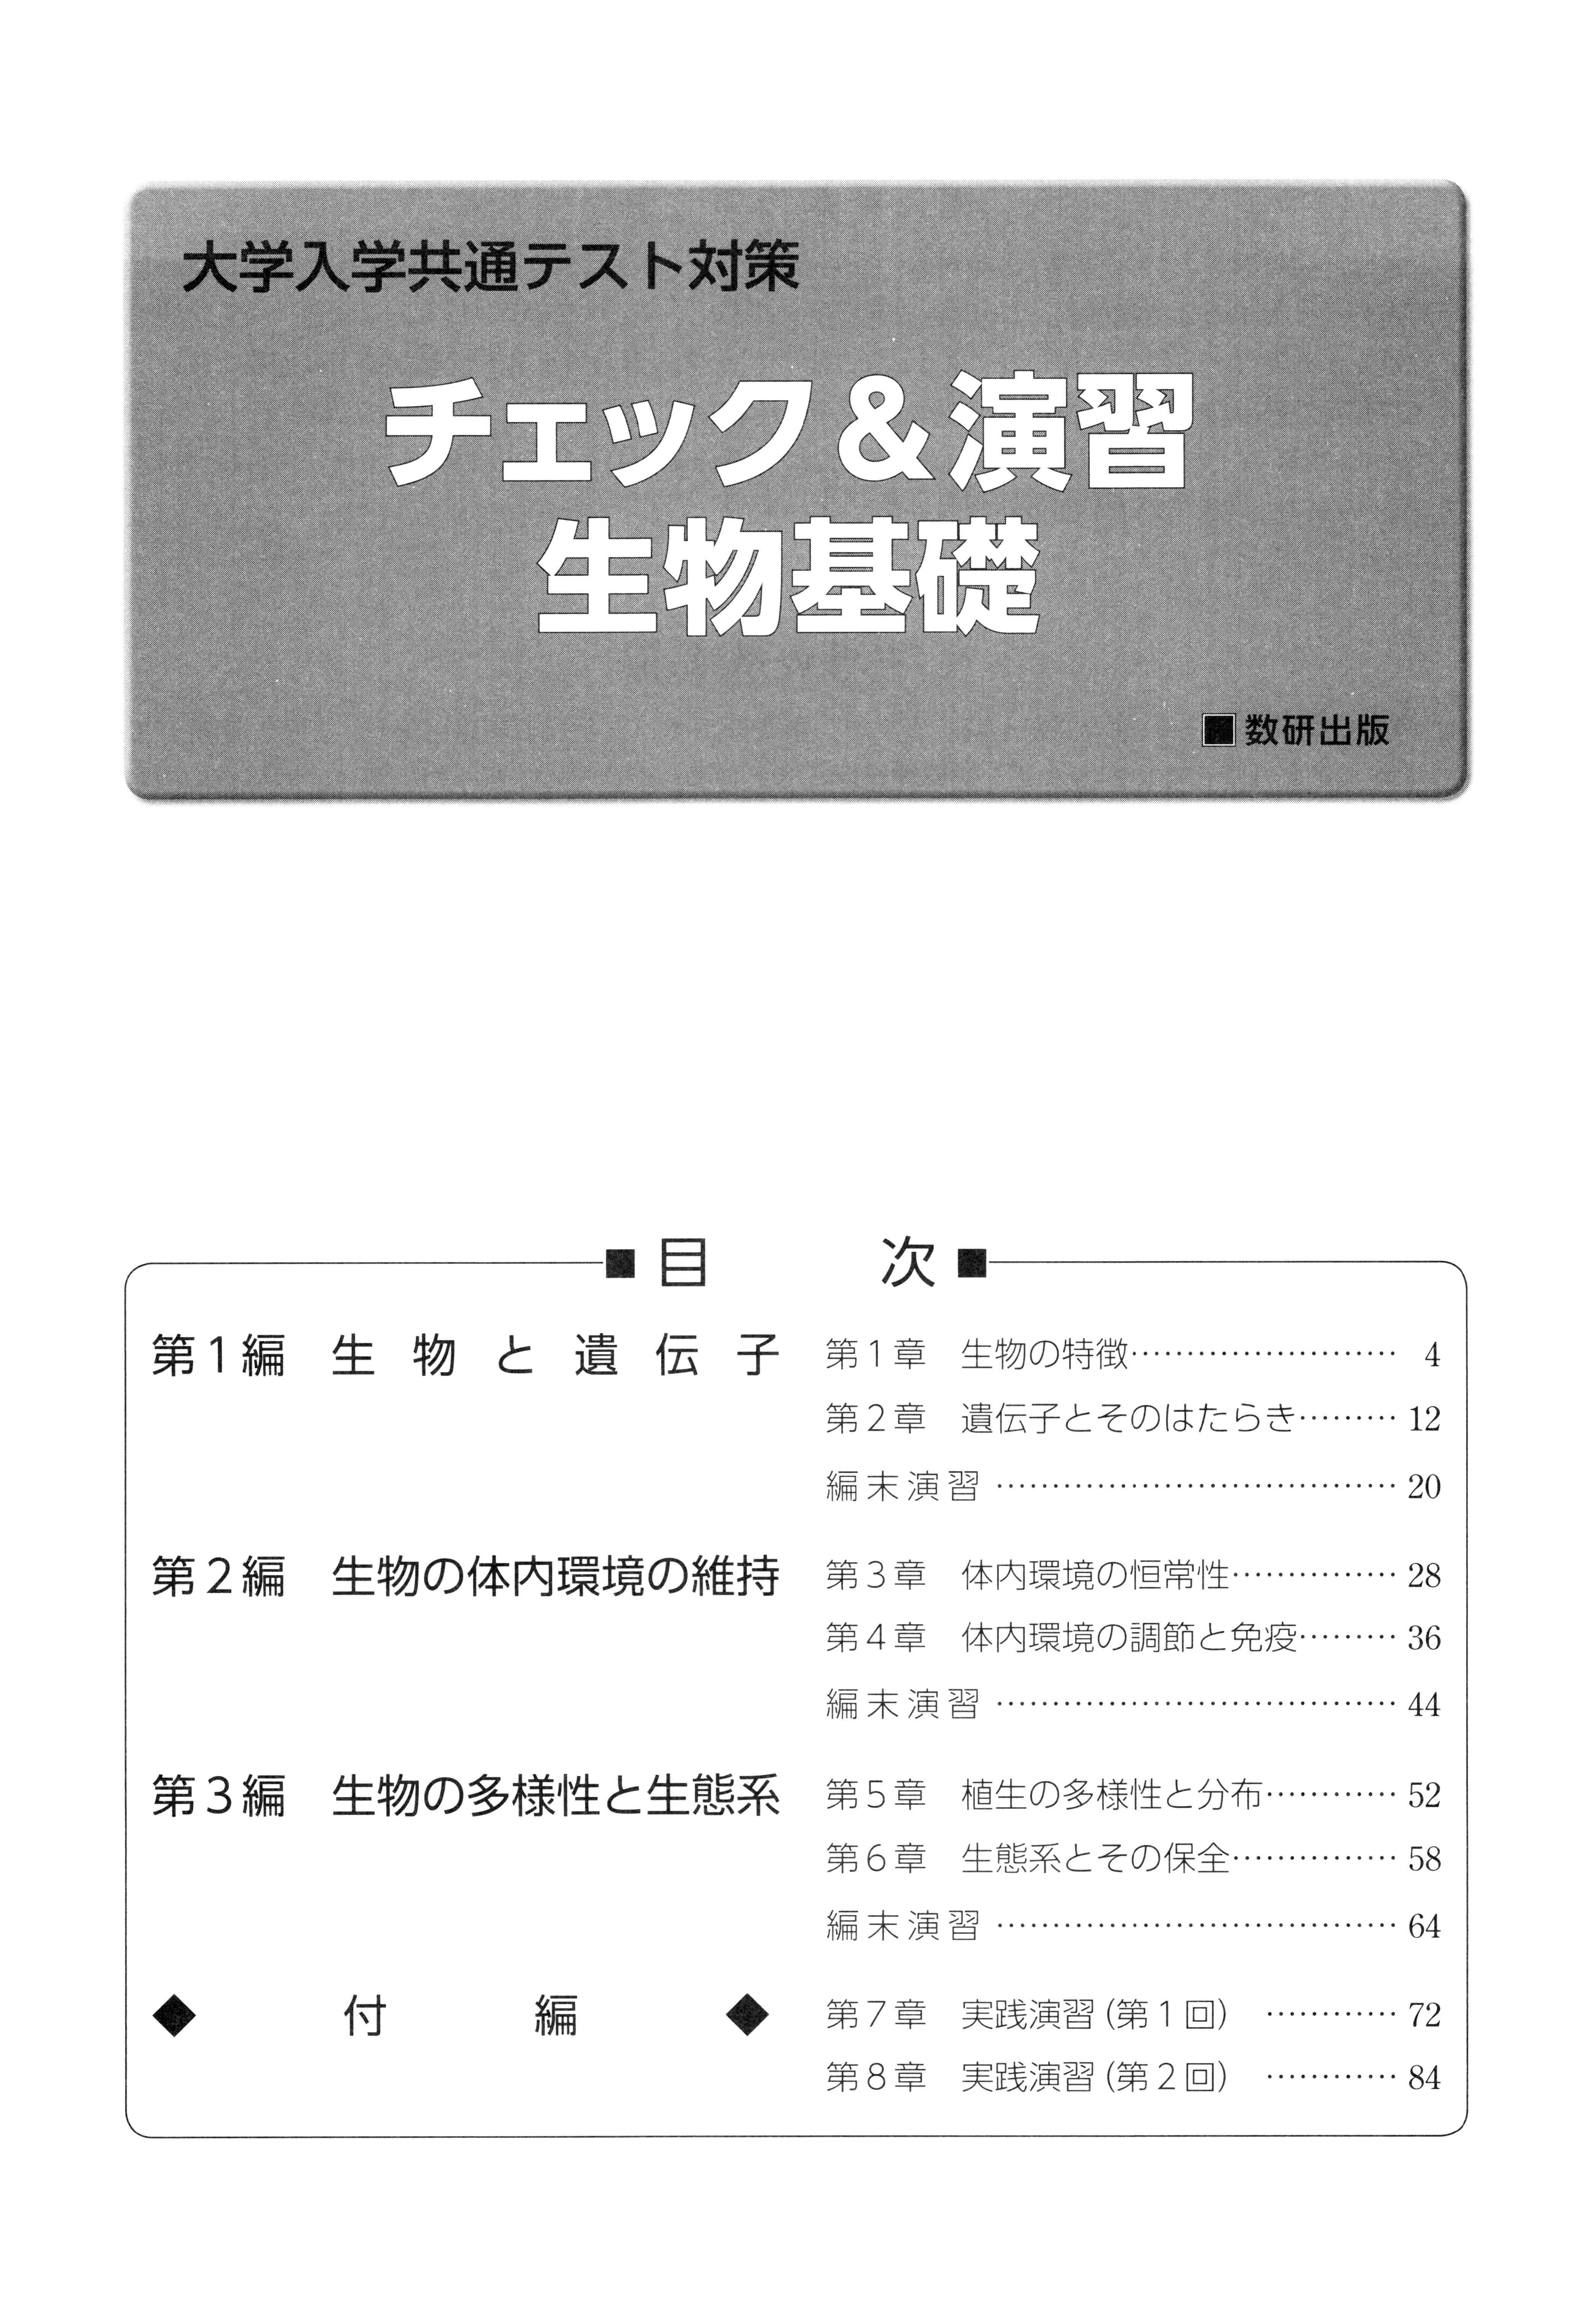 大学入学共通テスト対策
チェック＆演習
生物基礎
■数研出版
■目　次■
第1編　生物と遺伝子　第1章　生物の特徴…………………… 4
第2章　遺伝子とそのはたらき……… 12
編末演習 ……………………………… 20
第2編　生物の体内環境の維持　第3章　体内環境の恒常性…………… 28
第4章　体内環境の調節と免疫……… 36
編末演習 ……………………………… 44
第3編　生物の多様性と生態系　第5章　植生の多様性と分布………… 52
第6章　生態系とその保全…………… 58
編末演習 ……………………………… 64
◆　付　編　◆　第7章　実践演習（第1回） ………… 72
第8章　実践演習（第2回） ………… 84